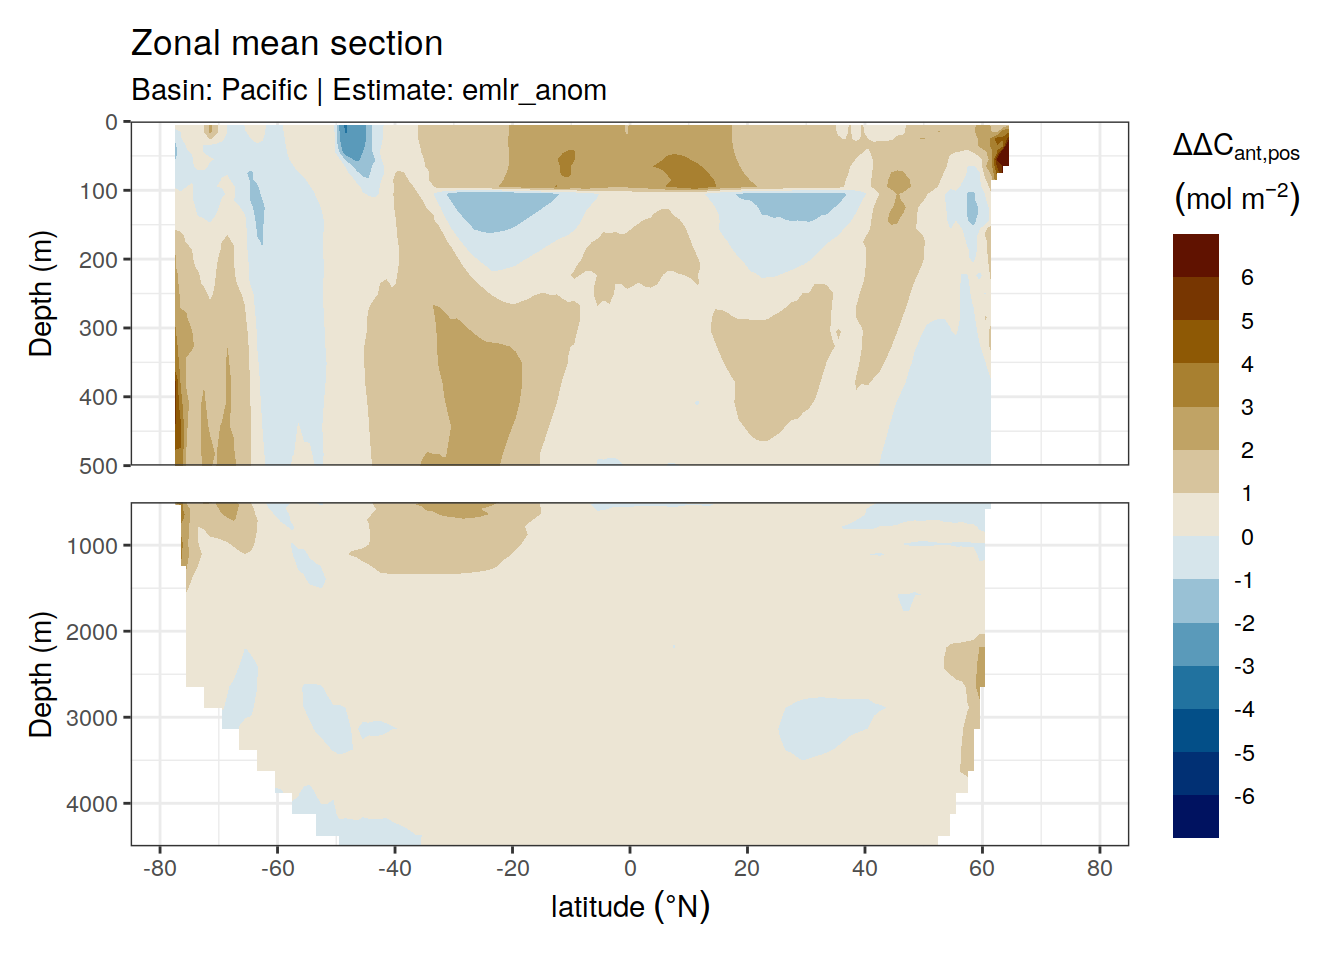 Zonal mean section
Basin: Pacific | Estimate: emlr_anom
0
100
200
300
400
500
Depth (m)
1000
2000
3000
4000
Depth (m)
-80 -60 -40 -20 0 20 40 60 80
latitude (°N)
ΔΔC_ant,pos
(mol m⁻²)
6
5
4
3
2
1
0
-1
-2
-3
-4
-5
-6